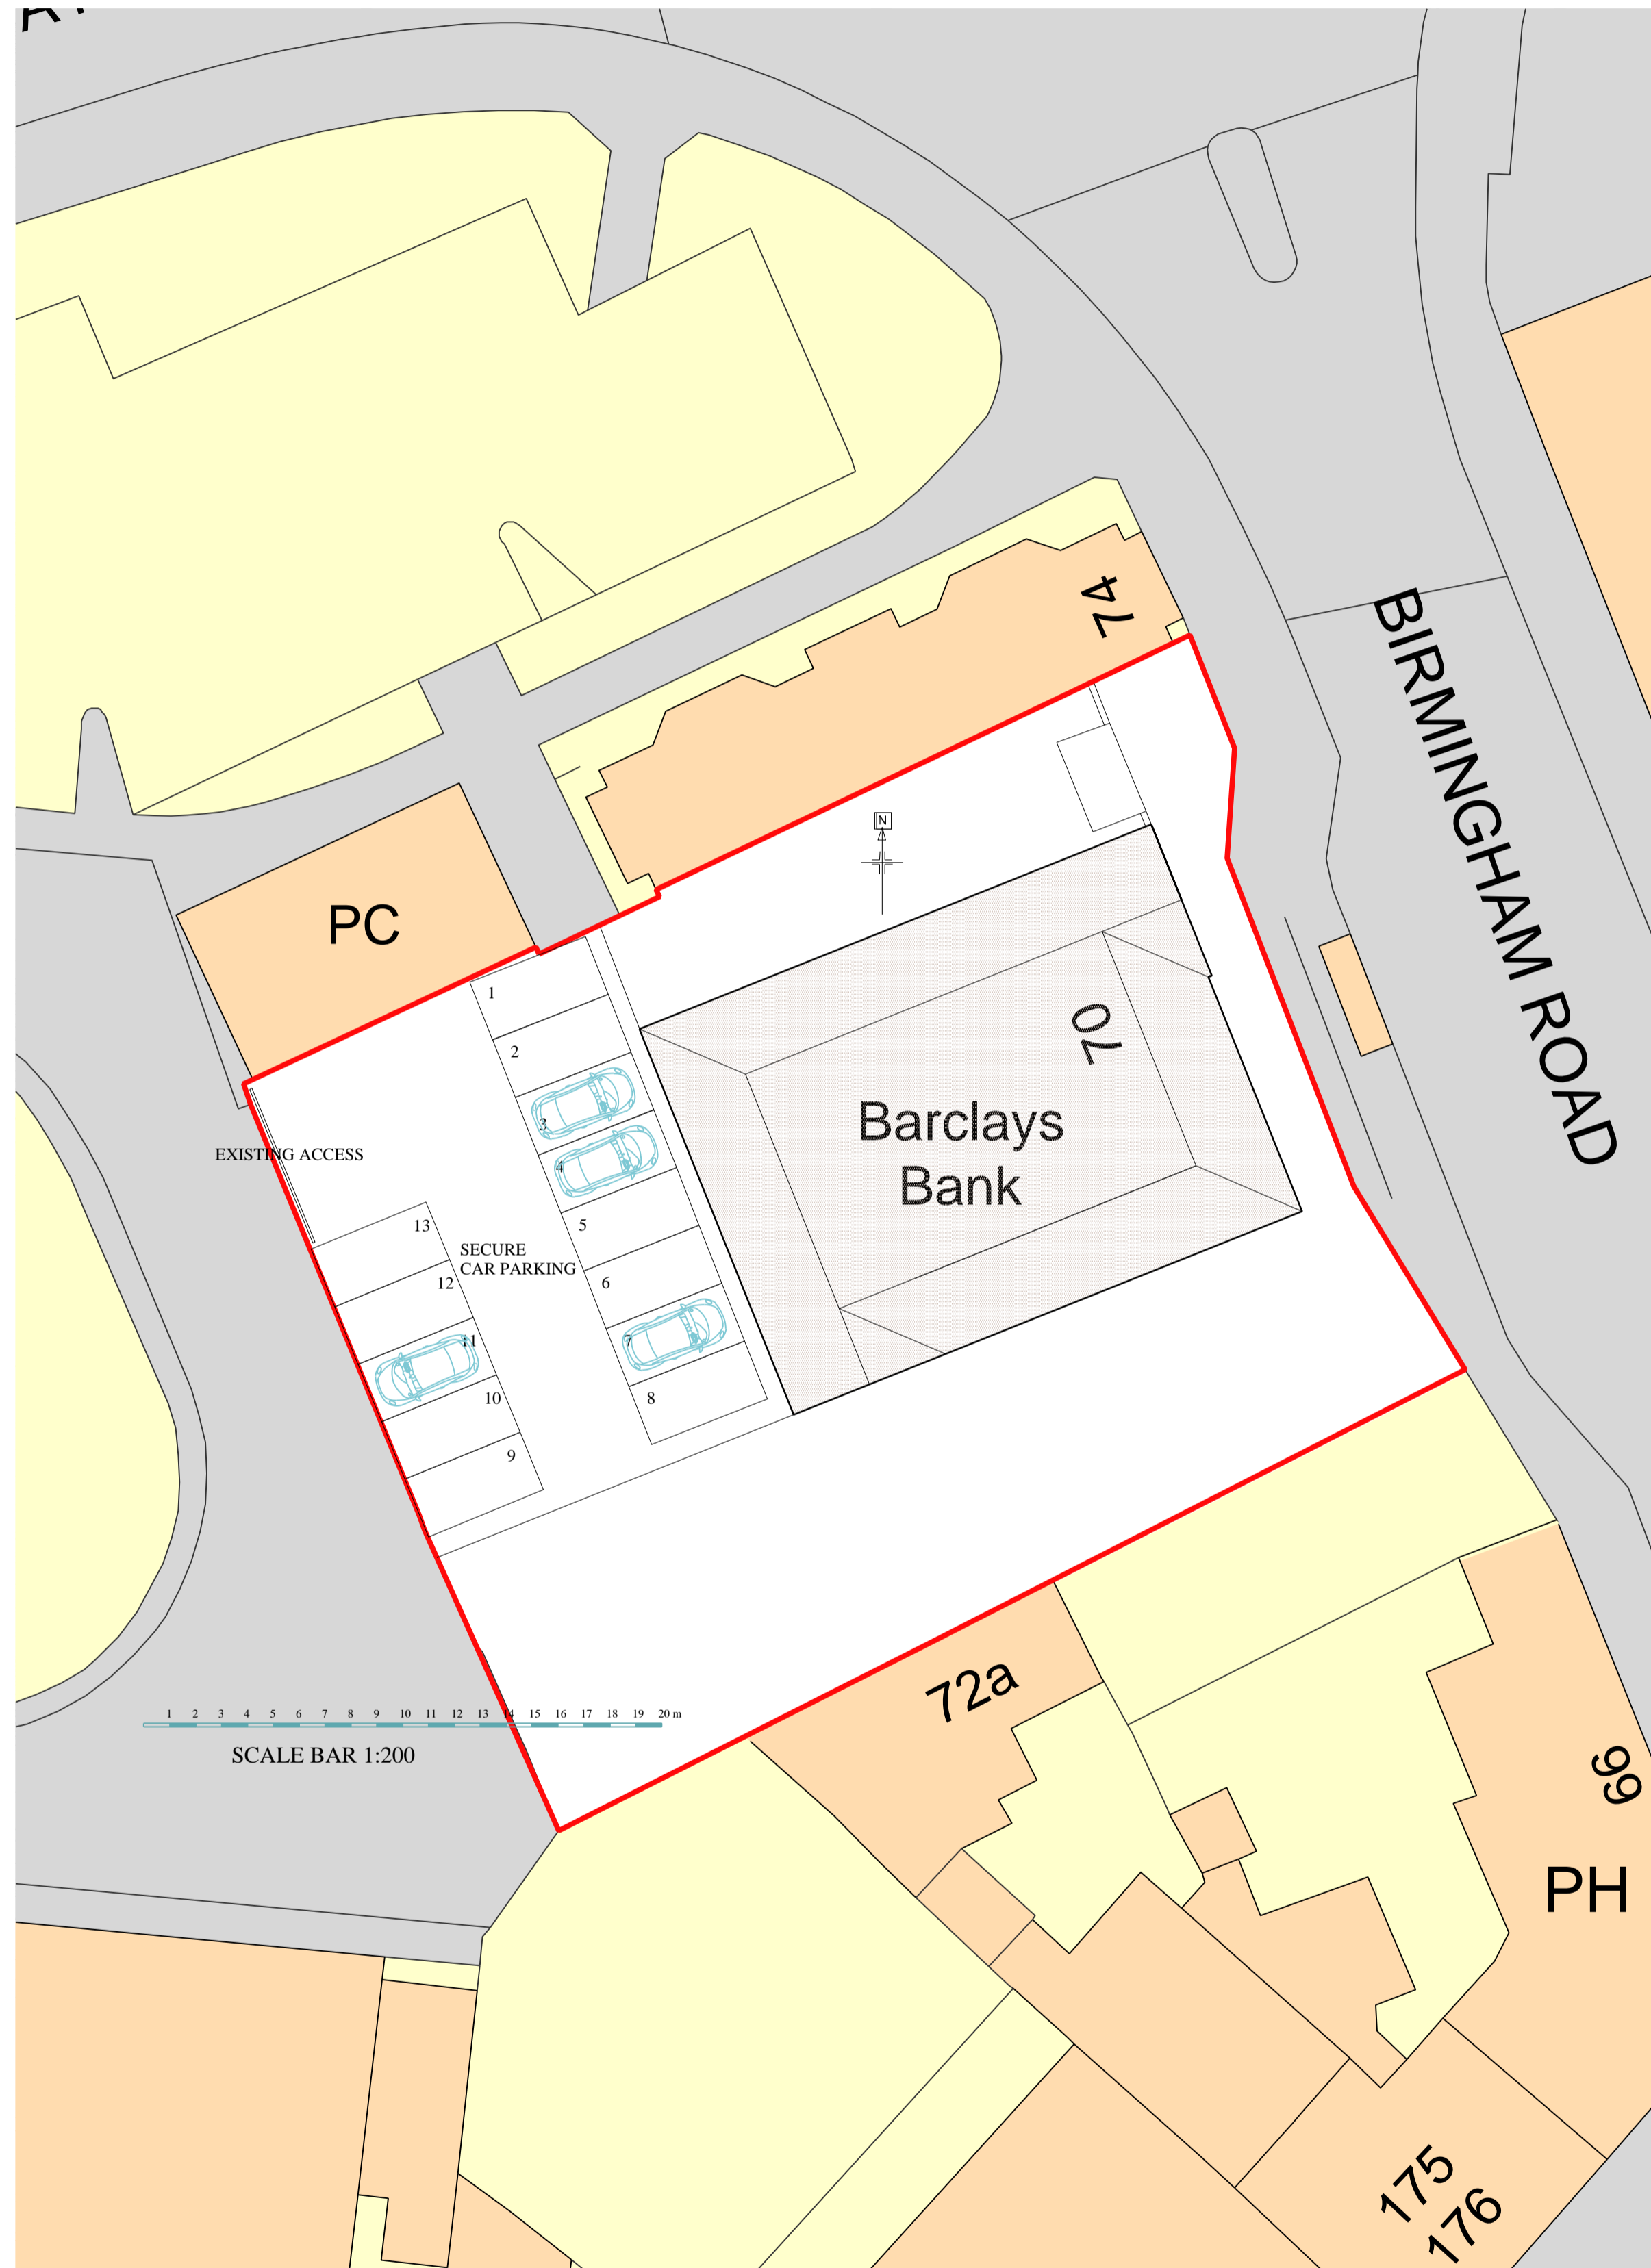 74
BIRMINGHAM ROAD
N
PC
1
2
70
3
Barclays
Bank
EXISTING ACCESS
4
13
5
SECURE
CAR PARKING
12
6
11
7
10
8
9
72a
1 2 3 4 5 6 7 8 9 10 11 12 13 14 15 16 17 18 19 20 m
SCALE BAR 1:200
66
PH
175
176